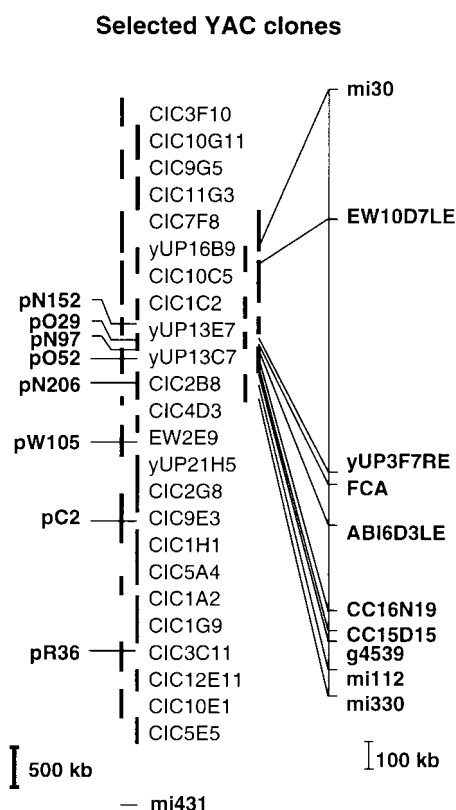 Selected YAC clones
CIC3F10
CIC10G11
CIC9G5
CIC11G3
CIC7F8
yUP16B9
CIC10C5
CIC1C2
yUP13E7
yUP13C7
CIC2B8
CIC4D3
EW2E9
yUP21H5
CIC2G8
CIC9E3
CIC1H1
CIC5A4
CIC1A2
CIC1G9
CIC3C11
CIC12E11
CIC10E1
CIC5E5
pN152
pO29
pN97
pO52
pN206
pW105
pC2
pR36
mi30
EW10D7LE
yUP3F7RE
FCA
ABI6D3LE
CC16N19
CC15D15
g4539
mi112
mi330
500 kb
100 kb
mi431